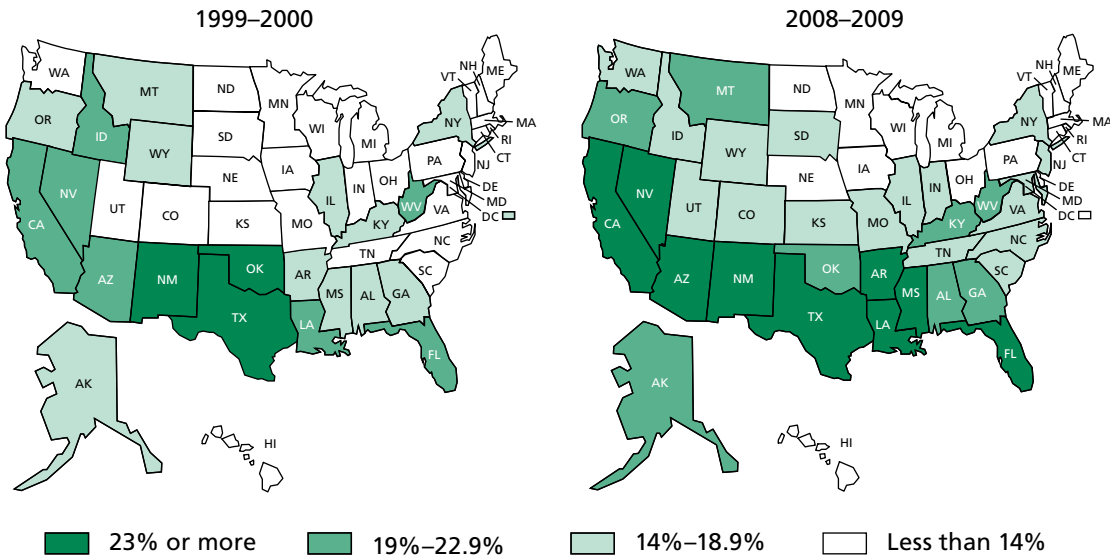 1999–2000
WA
MT
ND
MN
VT
NH
ME
OR
ID
WY
SD
WI
MI
NY
MA
RI
CT
NV
UT
NE
IA
IL
IN
OH
PA
NJ
DE
MD
DC
CA
CO
KS
MO
KY
WV
VA
NC
TN
SC
AZ
NM
OK
AR
MS
AL
GA
TX
LA
FL
AK
HI
2008–2009
WA
MT
ND
MN
VT
NH
ME
OR
ID
WY
SD
WI
MI
NY
MA
RI
CT
NV
UT
NE
IA
IL
IN
OH
PA
NJ
DE
MD
DC
CA
CO
KS
MO
KY
WV
VA
NC
TN
SC
AZ
NM
OK
AR
MS
AL
GA
TX
LA
FL
AK
HI
23% or more
19%–22.9%
14%–18.9%
Less than 14%